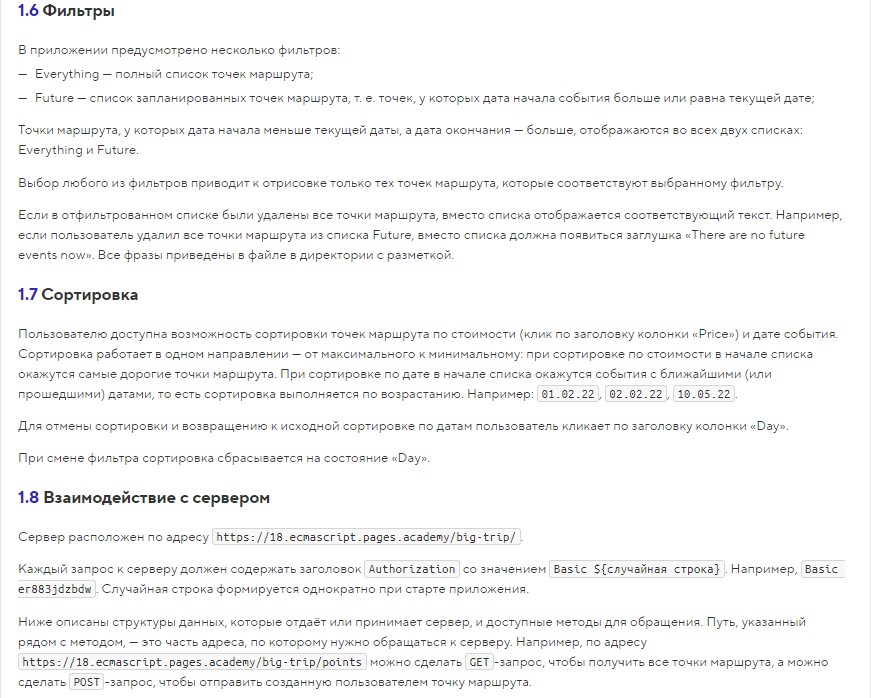 1.6 Фильтры
В приложении предусмотрено несколько фильтров:
— Everything — полный список точек маршрута;
— Future — список запланированных точек маршрута, т. е. точек, у которых дата начала события больше или равна текущей дате;
Точки маршрута, у которых дата начала меньше текущей даты, а дата окончания — больше, отображаются во всех двух списках:
Everything и Future.
Выбор любого из фильтров приводит к отрисовке только тех точек маршрута, которые соответствуют выбранному фильтру.
Если в отфильтрованном списке были удалены все точки маршрута, вместо списка отображается соответствующий текст. Например,
если пользователь удалил все точки маршрута из списка Future, вместо списка должна появиться заглушка «There are no future
events now». Все фразы приведены в файле в директории с разметкой.
1.7 Сортировка
Пользователю доступна возможность сортировки точек маршрута по стоимости (клик по заголовку колонки «Price») и дате события.
Сортировка работает в одном направлении — от максимального к минимальному: при сортировке по стоимости в начале списка
окажутся самые дорогие точки маршрута. При сортировке по дате в начале списка окажутся события с ближайшими (или
прошедшими) датами, то есть сортировка выполняется по возрастанию. Например: 01.02.22, 02.02.22, 10.05.22.
Для отмены сортировки и возвращению к исходной сортировке по датам пользователь кликает по заголовку колонки «Day».
При смене фильтра сортировка сбрасывается на состояние «Day».
1.8 Взаимодействие с сервером
Сервер расположен по адресу https://18.ecmascript.pages.academy/big-trip/.
Каждый запрос к серверу должен содержать заголовок Authorization со значением Basic ${случайная строка}. Например, Basic
er883jdzbdw. Случайная строка формируется однократно при старте приложения.
Ниже описаны структуры данных, которые отдаёт или принимает сервер, и доступные методы для обращения. Путь, указанный
рядом с методом, — это часть адреса, по которому нужно обращаться к серверу. Например, по адресу
https://18.ecmascript.pages.academy/big-trip/points можно сделать GET-запрос, чтобы получить все точки маршрута, а можно
сделать POST-запрос, чтобы отправить созданную пользователем точку маршрута.